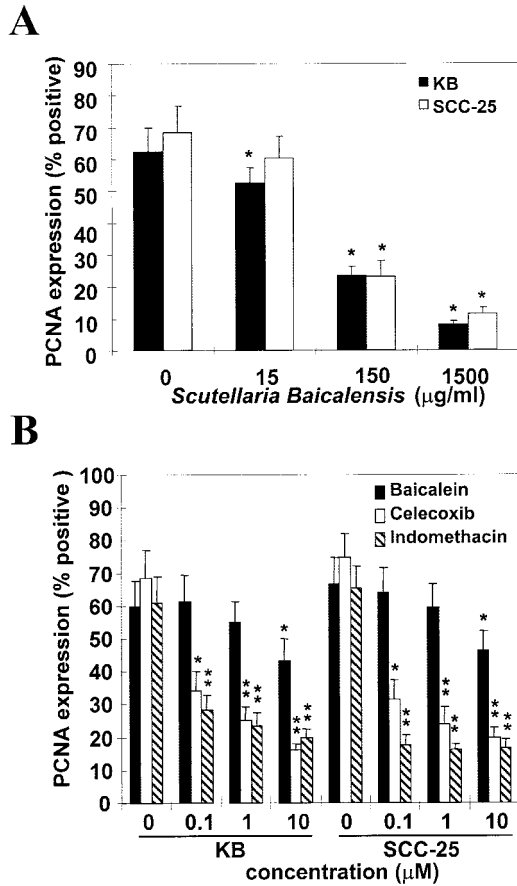 A
PCNA expression (% positive)
90
80
70
60
50
40
30
20
10
0
KB
SCC-25
*
* *
* *
0 15 150 1500
Scutellaria Baicalensis (μg/ml)
B
PCNA expression (% positive )
100
90
80
70
60
50
40
30
20
10
0
Baicalein
Celecoxib
Indomethacin
* ** ** ** * ** **
* ** ** ** * ** **
0 0.1 1 10 0 0.1 1 10
KB SCC-25
concentration (μM)